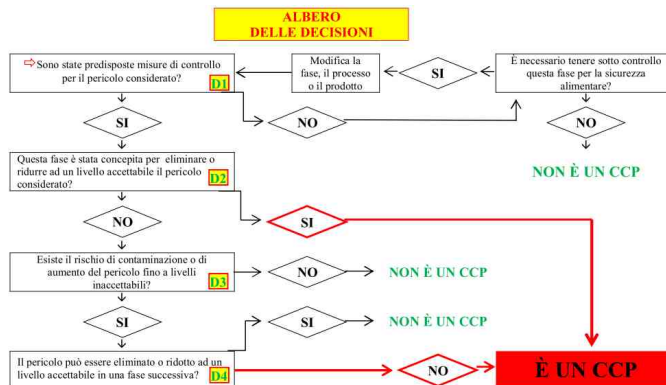 ALBERO
DELLE DECISIONI
⇨Sono state predisposte misure di controllo
per il pericolo considerato?
D1
Modifica la
fase, il processo
o il prodotto
SI
È necessario tenere sotto controllo
questa fase per la sicurezza
alimentare?
SI
NO
NO
NON È UN CCP
Questa fase è stata concepita per eliminare o
ridurre ad un livello accettabile il pericolo
considerato?
D2
NO
SI
Esiste il rischio di contaminazione o di
aumento del pericolo fino a livelli
inaccettabili?
D3
NO
NON È UN CCP
SI
SI
NON È UN CCP
Il pericolo può essere eliminato o ridotto ad un
livello accettabile in una fase successiva?
D4
NO
È UN CCP